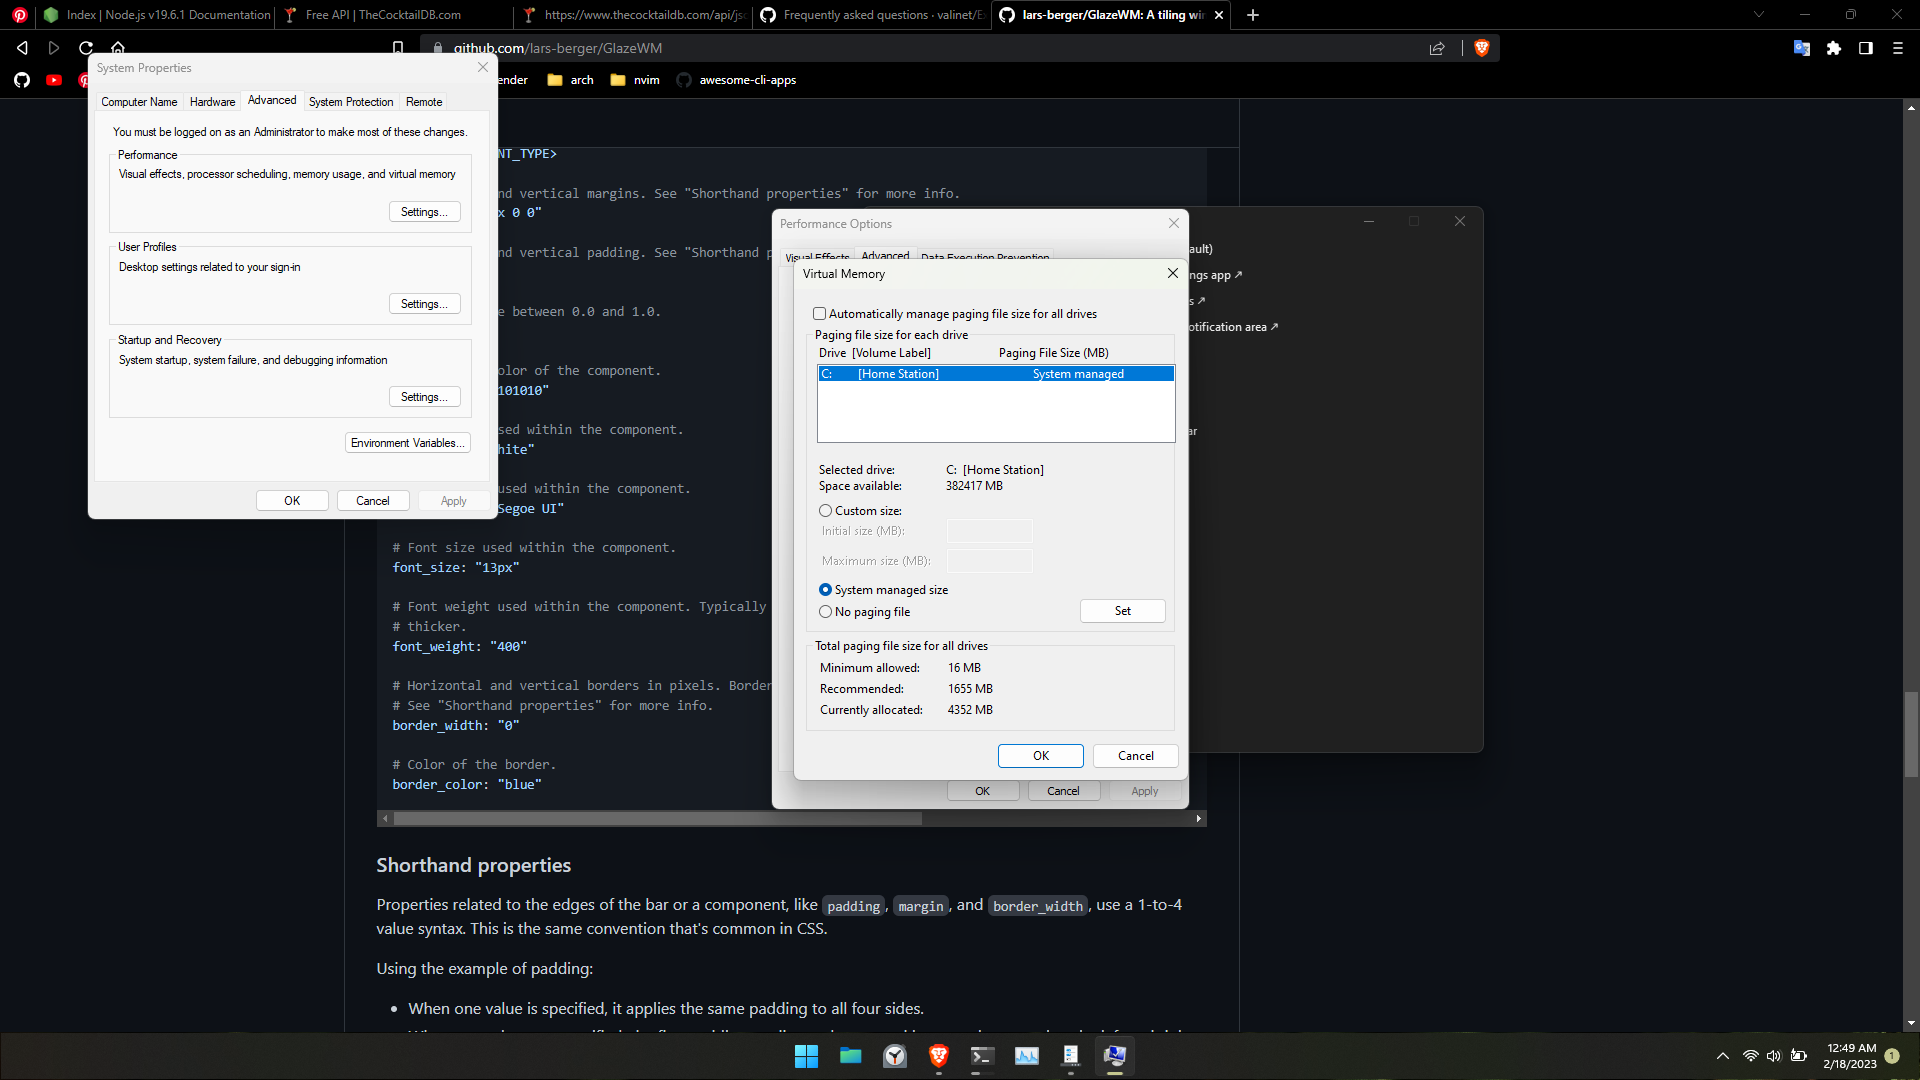 Index | Node.js v19.6.1 Documentation
Free API | TheCocktailDB.com
https://www.thecocktaildb.com/api/jso
Frequently asked questions · valinet/Ex
lars-berger/GlazeWM: A tiling wi
github.com/lars-berger/GlazeWM
ender
arch
nvim
awesome-cli-apps
System Properties
Computer Name
Hardware
Advanced
System Protection
Remote
You must be logged on as an Administrator to make most of these changes.
Performance
Visual effects, processor scheduling, memory usage, and virtual memory
Settings...
User Profiles
Desktop settings related to your sign-in
Settings...
Startup and Recovery
System startup, system failure, and debugging information
Settings...
Environment Variables...
OK
Cancel
Apply
NT_TYPE>
nd vertical margins. See "Shorthand properties" for more info.
x 0 0"
nd vertical padding. See "Shorthand p
e between 0.0 and 1.0.
olor of the component.
101010"
sed within the component.
hite"
used within the component.
Segoe UI"
# Font size used within the component.
font_size: "13px"
# Font weight used within the component. Typically
# thicker.
font_weight: "400"
# Horizontal and vertical borders in pixels. Border
# See "Shorthand properties" for more info.
border_width: "0"
# Color of the border.
border_color: "blue"
Performance Options
Visual Effects
Advanced
Data Execution Prevention
Virtual Memory
Automatically manage paging file size for all drives
Paging file size for each drive
Drive [Volume Label]
Paging File Size (MB)
C:
[Home Station]
System managed
Selected drive:
C: [Home Station]
Space available:
382417 MB
Custom size:
Initial size (MB):
Maximum size (MB):
System managed size
No paging file
Set
Total paging file size for all drives
Minimum allowed:
16 MB
Recommended:
1655 MB
Currently allocated:
4352 MB
OK
Cancel
OK
Cancel
Apply
ault)
ngs app
s
otification area
ar
Shorthand properties
Properties related to the edges of the bar or a component, like padding, margin, and border_width, use a 1-to-4
value syntax. This is the same convention that's common in CSS.
Using the example of padding:
When one value is specified, it applies the same padding to all four sides.
12:49 AM
2/18/2023
1